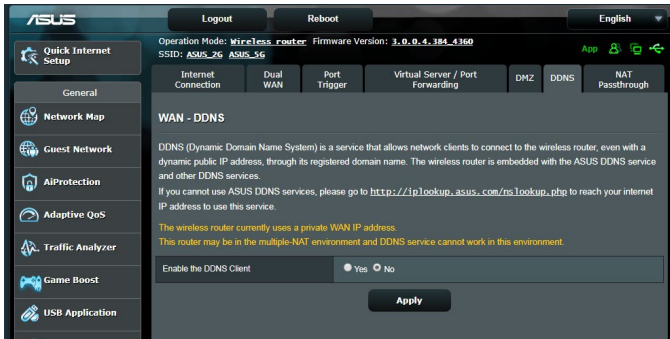 ASUS
Logout
Reboot
English
Quick Internet
Setup
Operation Mode: Wireless router Firmware Version: 3.0.0.4.384_4360
SSID: ASUS_2G ASUS_5G
App
General
Network Map
Guest Network
AiProtection
Adaptive QoS
Traffic Analyzer
Game Boost
USB Application
Internet
Connection
Dual
WAN
Port
Trigger
Virtual Server / Port
Forwarding
DMZ
DDNS
NAT
Passthrough
WAN - DDNS
DDNS (Dynamic Domain Name System) is a service that allows network clients to connect to the wireless router, even with a
dynamic public IP address, through its registered domain name. The wireless router is embedded with the ASUS DDNS service
and other DDNS services.
If you cannot use ASUS DDNS services, please go to http://iplookup.asus.com/nslookup.php to reach your internet
IP address to use this service.
The wireless router currently uses a private WAN IP
address.
This router may be in the multiple-NAT environment and DDNS service cannot work in this environment.
Enable the DDNS Client
Yes No
Apply